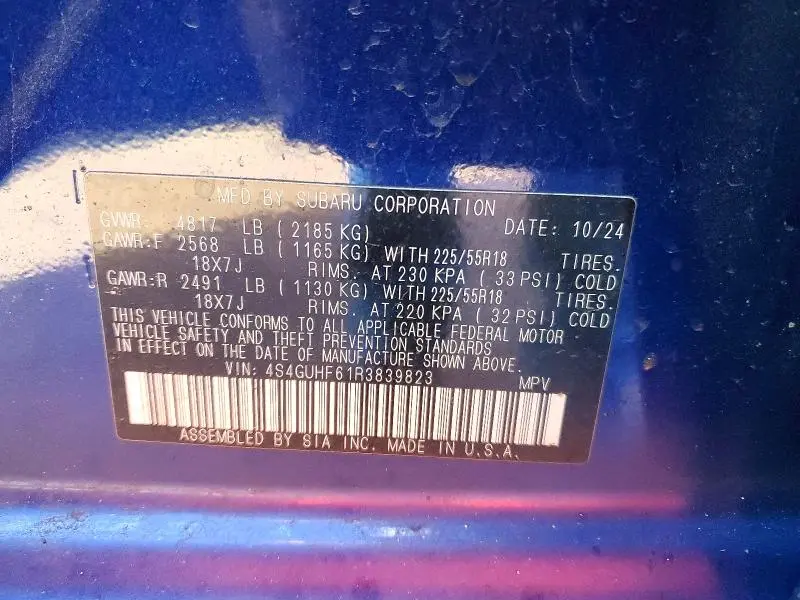 MFD BY SUBARU CORPORATION DATE: 10/24
GVWR 4817 LB ( 2185 KG)
GAWR:F 2568 LB ( 1165 KG) WITH 225/55R18 TIRES.
18X7J RIMS. AT 230 KPA ( 33 PSI) COLD
GAWR:R 2491 LB ( 1130 KG) WITH 225/55R18 TIRES.
18X7J RIMS. AT 220 KPA ( 32 PSI) COLD
THIS VEHICLE CONFORMS TO ALL APPLICABLE FEDERAL MOTOR
VEHICLE SAFETY AND THEFT PREVENTION STANDARDS
IN EFFECT ON THE DATE OF MANUFACTURE SHOWN ABOVE.
VIN: 4S4GUHF61R3839823 MPV
ASSEMBLED BY SIA INC. MADE IN U.S.A.